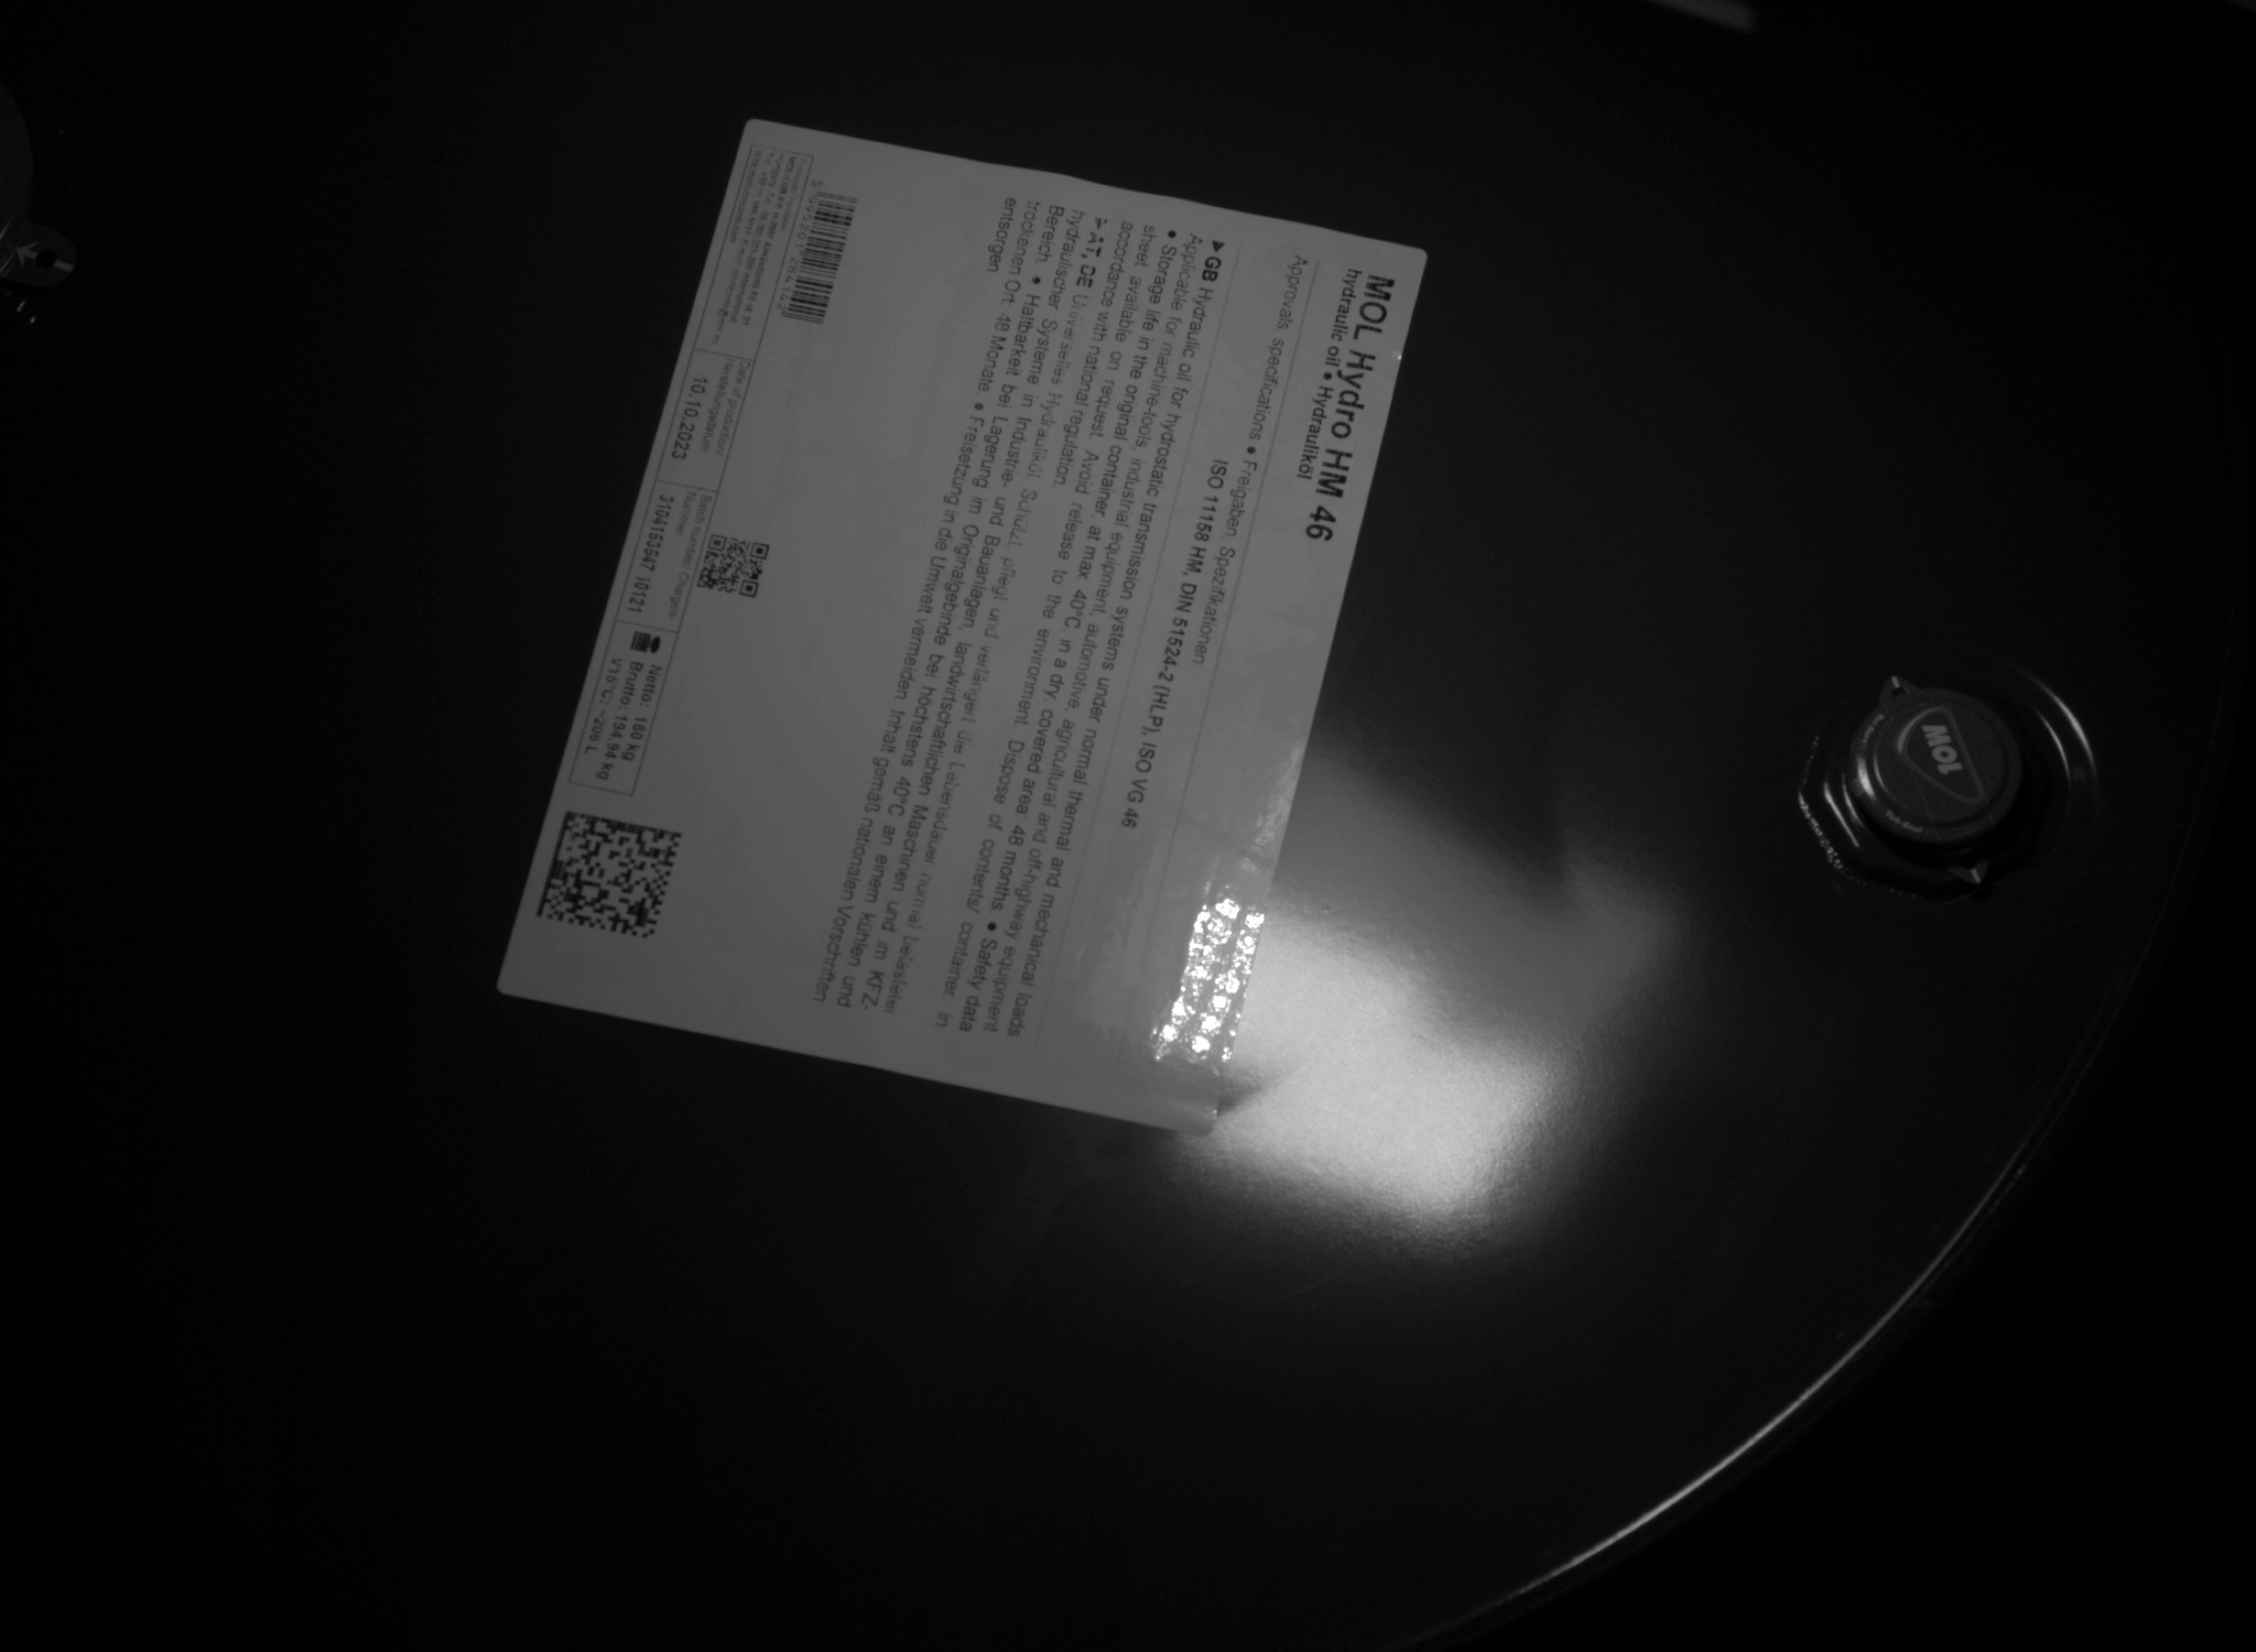 MOL Hydro HM 46
hydraulic oil • Hydrauliköl
Approvals, specifications • Freigaben, Spezifikationen:
ISO 11158 HM, DIN 51524-2 (HLP), ISO VG 46
►GB Hydraulic oil for hydrostatic transmission systems under normal thermal and mechanical loads.
Applicable for machine-tools, industrial equipment, automotive, agricultural and off-highway equipment.
• Storage life in the original container, at max. 40°C, in a dry, covered area: 48 months. • Safety data
sheet available on request. Avoid release to the environment. Dispose of contents/ container in
accordance with national regulation.
AT, DE Universelles Hydrauliköl. Schützt, pflegt und verlängert die Lebensdauer normal belasteter
hydraulischer Systeme in Industrie- und Bauanlagen, landwirtschaftlichen Maschinen und im KFZ-
Bereich. • Haltbarkeit bei Lagerung im Originalgebinde bei höchstens 40°C an einem kühlen und
trockenen Ort: 48 Monate. • Freisetzung in die Umwelt vermeiden. Inhalt gemäß nationalen Vorschriften
entsorgen.
5 995201 284142
MOL-LUB Kft.
Date of production/
Herstellungsdatum
10.10.2023
Batch number/Chargen-
Nummer
3104153547 10121
Netto: 180 kg
Brutto: 194,94 kg
V15°C: ~206 L
MOL